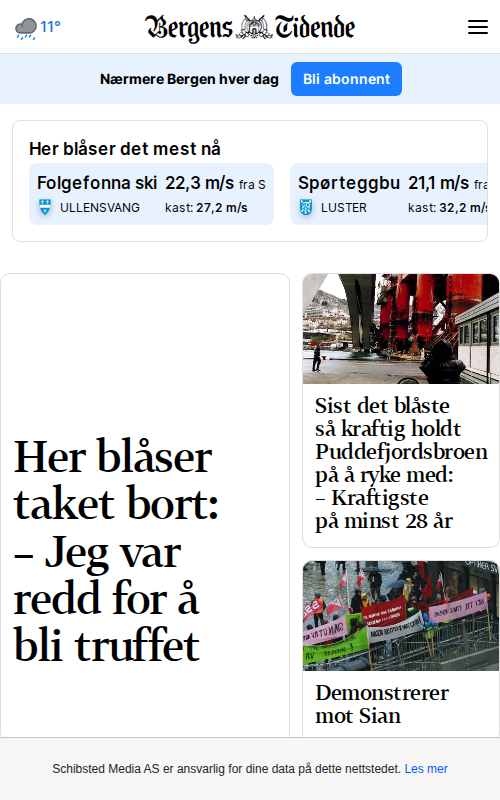 11°
Bergens Tidende
Nærmere Bergen hver dag
Bli abonnent
Her blåser det mest nå
Folgefonna ski 22,3 m/s fra S
ULLENSVANG kast: 27,2 m/s
Spørteggbu 21,1 m/s fra
LUSTER kast: 32,2 m/s
Her blåser
taket bort:
– Jeg var
redd for å
bli truffet
Sist det blåste
så kraftig holdt
Puddefjordsbroen
på å ryke med:
– Kraftigste
på minst 28 år
Demonstrerer
mot Sian
Schibsted Media AS er ansvarlig for dine data på dette nettstedet. Les mer